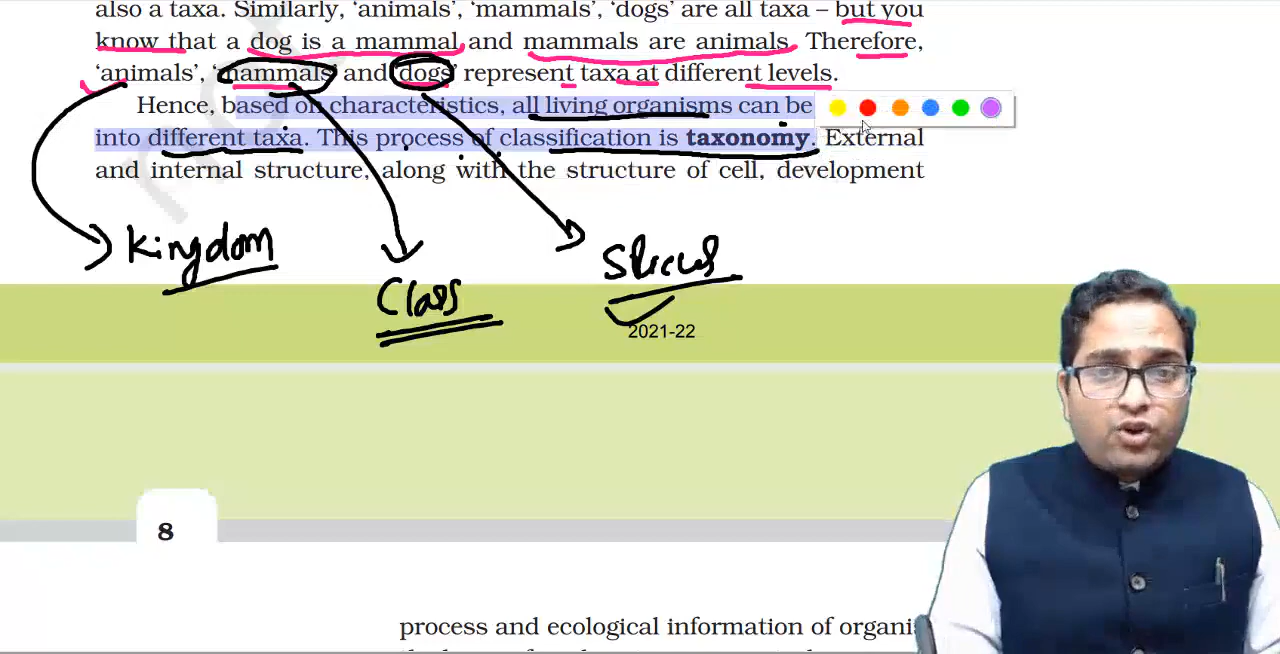 also a taxa. Similarly, ‘animals’, ‘mammals’, ‘dogs’ are all taxa – but you
know that a dog is a mammal and mammals are animals. Therefore,
‘animals’, ‘mammals’ and ‘dogs’ represent taxa at different levels.
Hence, based on characteristics, all living organisms can be
into different taxa. This process of classification is taxonomy. External
and internal structure, along with the structure of cell, development
Kingdom
Class
2021-22
8
process and ecological information of organi